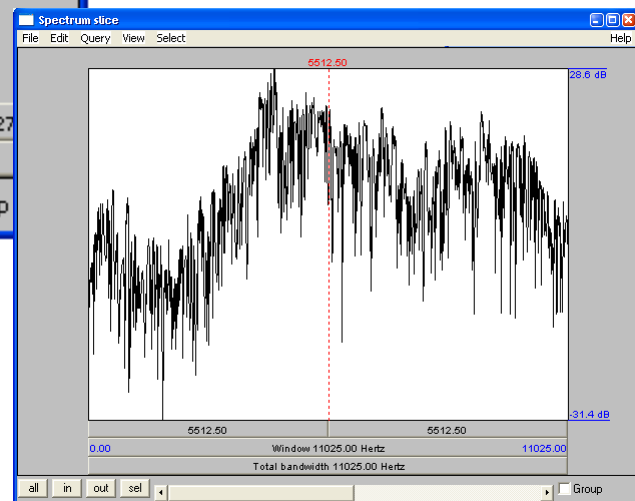 Spectrum slice
File Edit Query View Select Help
5512.50
28.6 dB
27
p
-31.4 dB
5512.50 5512.50
0.00 Window 11025.00 Hertz 11025.00
Total bandwidth 11025.00 Hertz
all in out sel Group